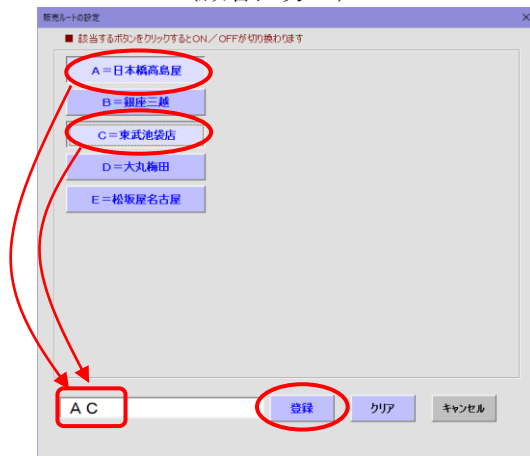 販売ルートの設定
■ 該当するボタンをクリックするとON/OFFが切り換わります
A=日本橋高島屋
B=銀座三越
C=東武池袋店
D=大丸梅田
E=松坂屋名古屋
AC 登録 クリア キャンセル